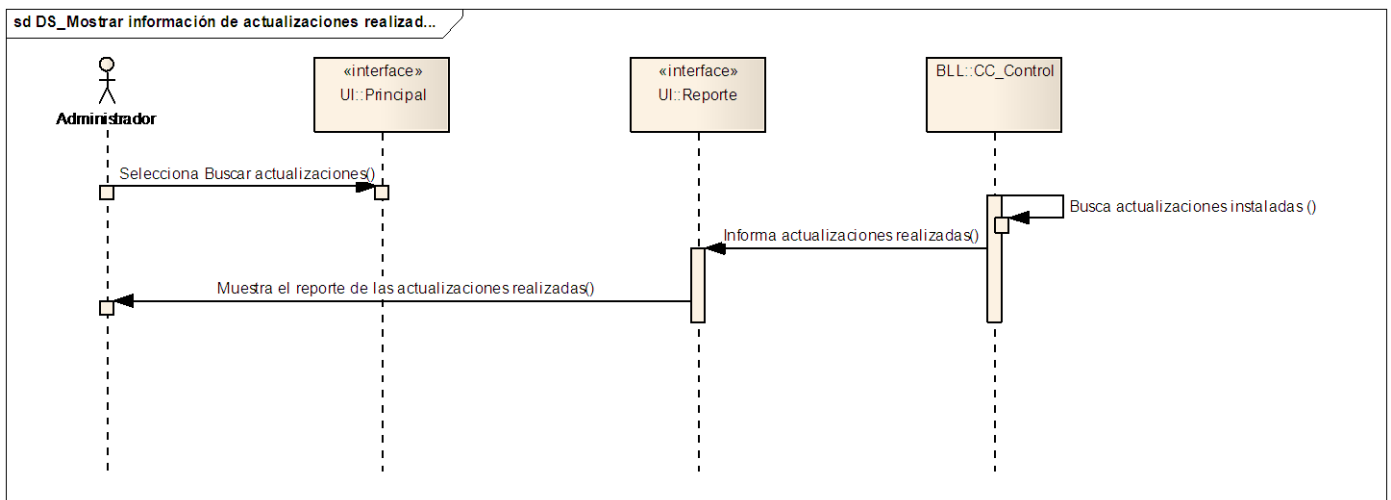 sd DS_Mostrar información de actualizaciones realizad...
«interface»
UI::Principal
«interface»
UI::Reporte
BLL::CC_Control
Administrador
Selecciona Buscar actualizaciones()
Busca actualizaciones instaladas ()
Informa actualizaciones realizadas()
Muestra el reporte de las actualizaciones realizadas()